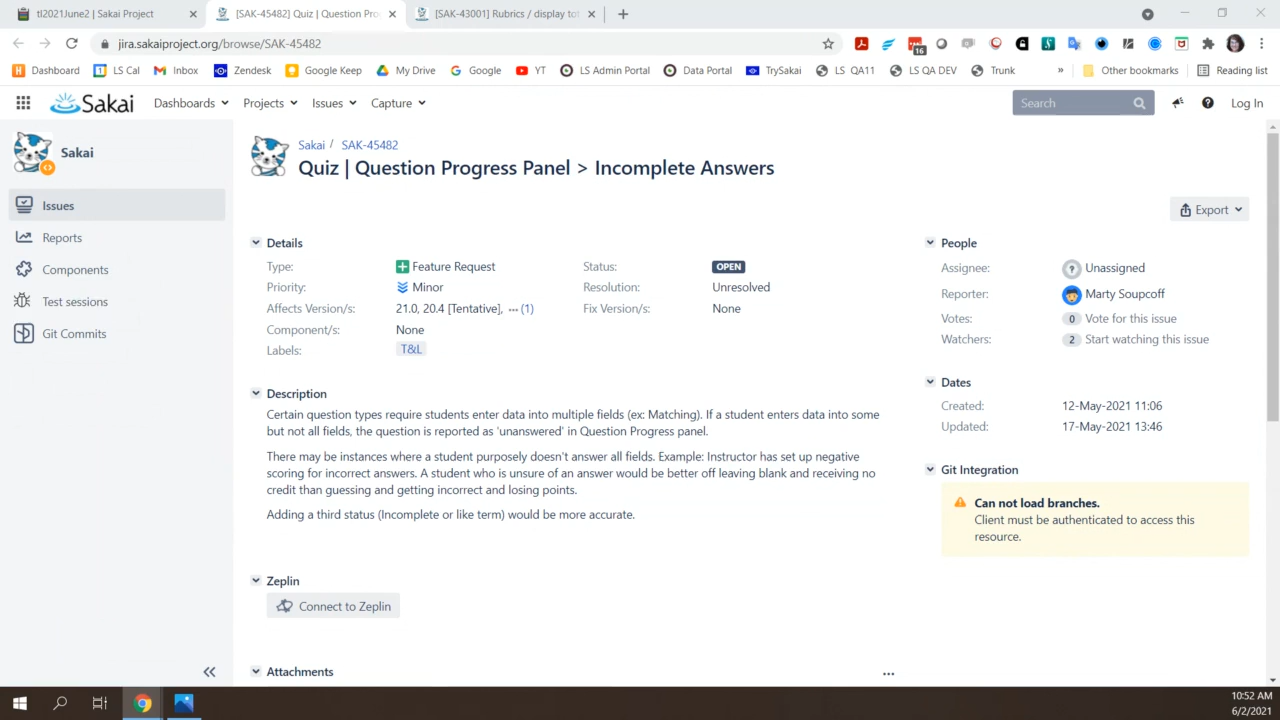 tl2021June2 | Sakai Project
[SAK-45482] Quiz | Question Pro
[SAK-43001] Rubrics / display tot
jira.sakaiproject.org/browse/SAK-45482
16
Dashboard
LS Cal
Inbox
Zendesk
Google Keep
My Drive
Google
YT
LS Admin Portal
Data Portal
TrySakai
LS QA11
LS QA DEV
Trunk
»
Other bookmarks
Reading list
Sakai
Dashboards
Projects
Issues
Capture
Search
Log In
Sakai
Issues
Reports
Components
Test sessions
Git Commits
Sakai / SAK-45482
Quiz | Question Progress Panel > Incomplete Answers
Export
Details
Type: Feature Request
Status: OPEN
Priority: Minor
Resolution: Unresolved
Affects Version/s: 21.0, 20.4 [Tentative], ... (1)
Fix Version/s: None
Component/s: None
Labels: T&L
Description
Certain question types require students enter data into multiple fields (ex: Matching). If a student enters data into some
but not all fields, the question is reported as 'unanswered' in Question Progress panel.
There may be instances where a student purposely doesn't answer all fields. Example: Instructor has set up negative
scoring for incorrect answers. A student who is unsure of an answer would be better off leaving blank and receiving no
credit than guessing and getting incorrect and losing points.
Adding a third status (Incomplete or like term) would be more accurate.
Zeplin
Connect to Zeplin
Attachments
People
Assignee: Unassigned
Reporter: Marty Soupcoff
Votes: 0 Vote for this issue
Watchers: 2 Start watching this issue
Dates
Created: 12-May-2021 11:06
Updated: 17-May-2021 13:46
Git Integration
Can not load branches.
Client must be authenticated to access this
resource.
10:52 AM
6/2/2021